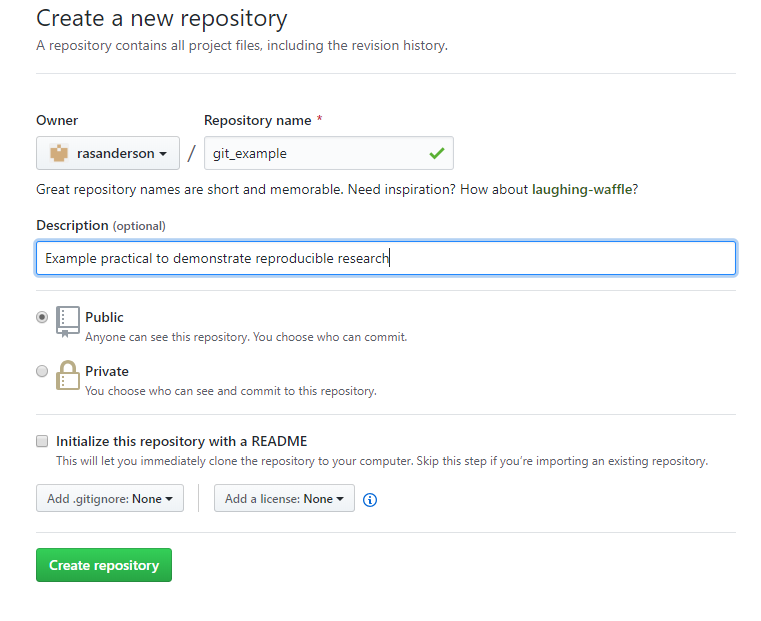 Create a new repository
A repository contains all project files, including the revision history.
Owner
Repository name *
rasanderson
/
git_example
Great repository names are short and memorable. Need inspiration? How about laughing-waffle?
Description (optional)
Example practical to demonstrate reproducible research
Public
Anyone can see this repository. You choose who can commit.
Private
You choose who can see and commit to this repository.
Initialize this repository with a README
This will let you immediately clone the repository to your computer. Skip this step if you’re importing an existing repository.
Add .gitignore: None
Add a license: None
Create repository